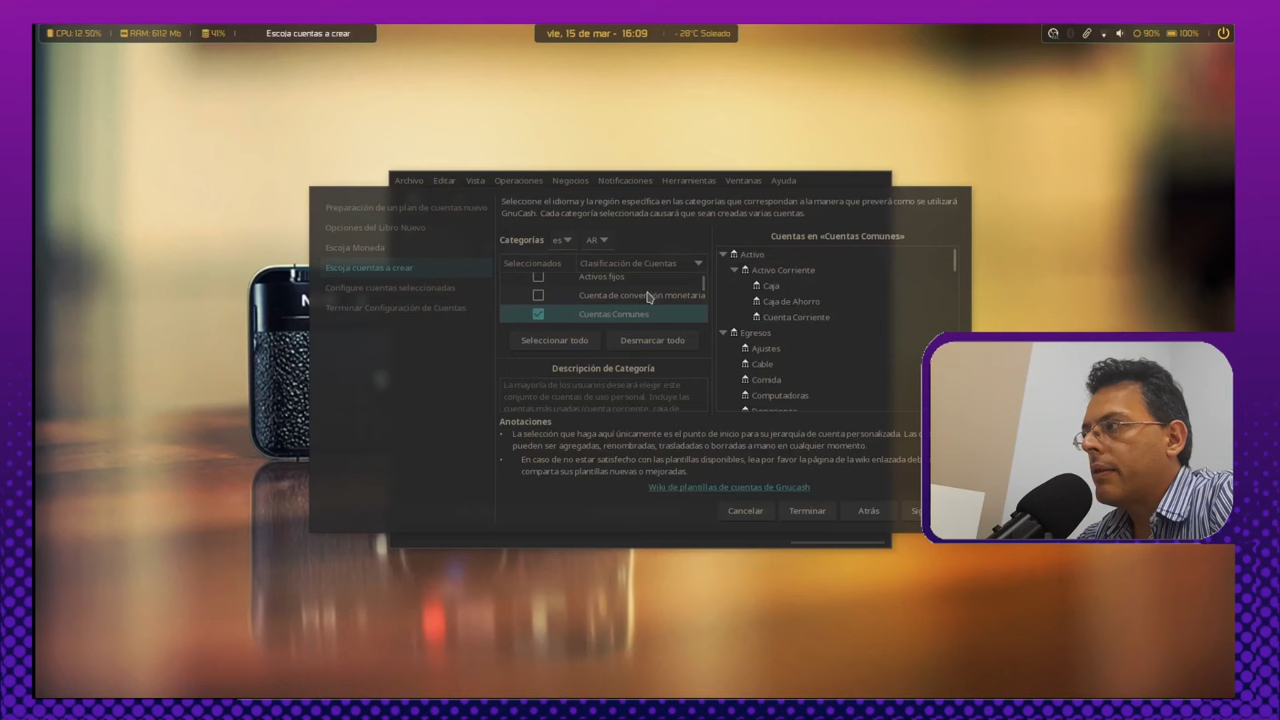 CPU: 12.50%
RAM: 6112 Mb
41%
Escoja cuentas a crear
vie, 15 de mar - 16:09
- 28°C Soleado
90%
100%
Archivo Editar Vista Operaciones Negocios Notificaciones Herramientas Ventanas Ayuda
Preparación de un plan de cuentas nuevo
Opciones del Libro Nuevo
Escoja Moneda
Escoja cuentas a crear
Configure cuentas seleccionadas
Terminar Configuración de Cuentas
Seleccione el idioma y la región específica en las categorías que correspondan a la manera que preverá como se utilizará
GnuCash. Cada categoría seleccionada causará que sean creadas varias cuentas.
Categorías es AR
Seleccionados Clasificación de Cuentas
Activos fijos
Cuenta de conversión monetaria
Cuentas Comunes
Seleccionar todo Desmarcar todo
Descripción de Categoría
La mayoría de los usuarios deseará elegir este
conjunto de cuentas de uso personal. Incluye las
cuentas más usadas (cuenta corriente, caja de
Cuentas en «Cuentas Comunes»
Activo
Activo Corriente
Caja
Caja de Ahorro
Cuenta Corriente
Egresos
Ajustes
Cable
Comida
Computadoras
Anotaciones
• La selección que haga aquí únicamente es el punto de inicio para su jerarquía de cuenta personalizada. Las
pueden ser agregadas, renombradas, trasladadas o borradas a mano en cualquier momento.
• En caso de no estar satisfecho con las plantillas disponibles, lea por favor la página de la wiki enlazada
comparta sus plantillas nuevas o mejoradas.
Wiki de plantillas de cuentas de Gnucash
Cancelar Terminar Atrás